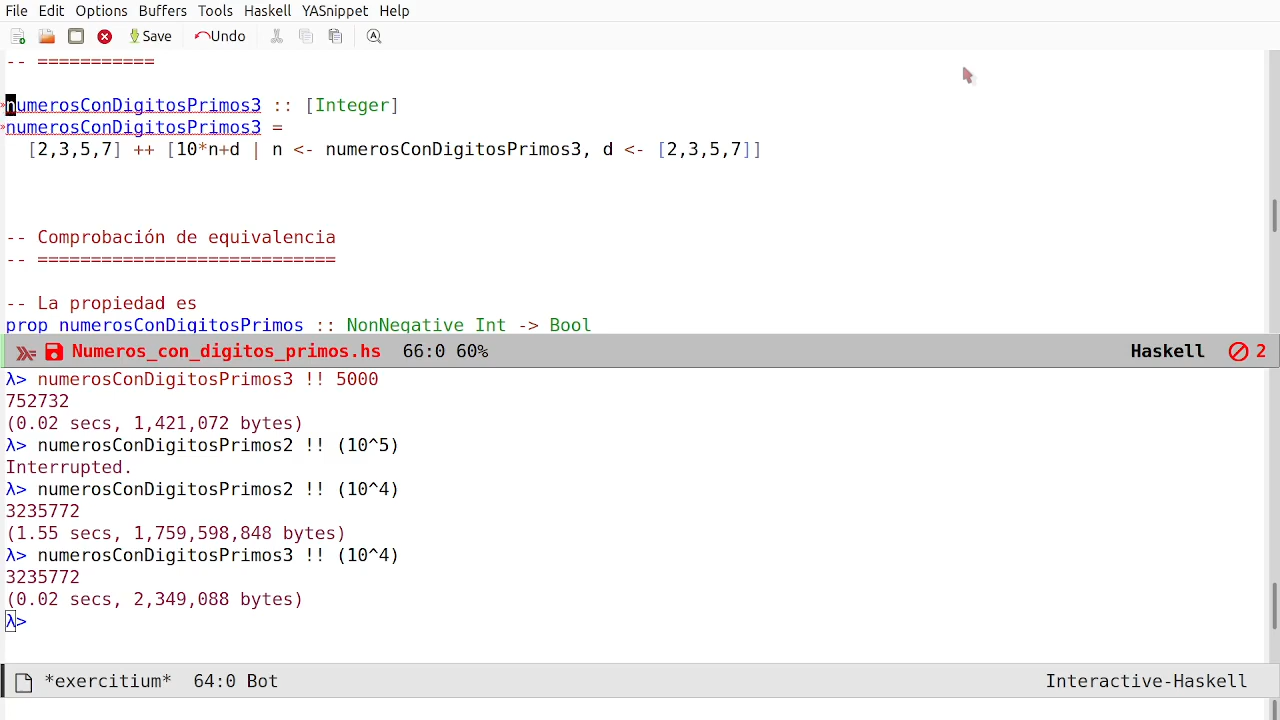 File Edit Options Buffers Tools Haskell YASnippet Help
Save Undo
-- ===========
numerosConDigitosPrimos3 :: [Integer]
numerosConDigitosPrimos3 =
  [2,3,5,7] ++ [10*n+d | n <- numerosConDigitosPrimos3, d <- [2,3,5,7]]
-- Comprobación de equivalencia
-- ============================
-- La propiedad es
prop_numerosConDigitosPrimos :: NonNegative Int -> Bool
Numeros_con_digitos_primos.hs 66:0 60% Haskell 2
λ> numerosConDigitosPrimos3 !! 5000
752732
(0.02 secs, 1,421,072 bytes)
λ> numerosConDigitosPrimos2 !! (10^5)
Interrupted.
λ> numerosConDigitosPrimos2 !! (10^4)
3235772
(1.55 secs, 1,759,598,848 bytes)
λ> numerosConDigitosPrimos3 !! (10^4)
3235772
(0.02 secs, 2,349,088 bytes)
λ>
*exercitium* 64:0 Bot Interactive-Haskell